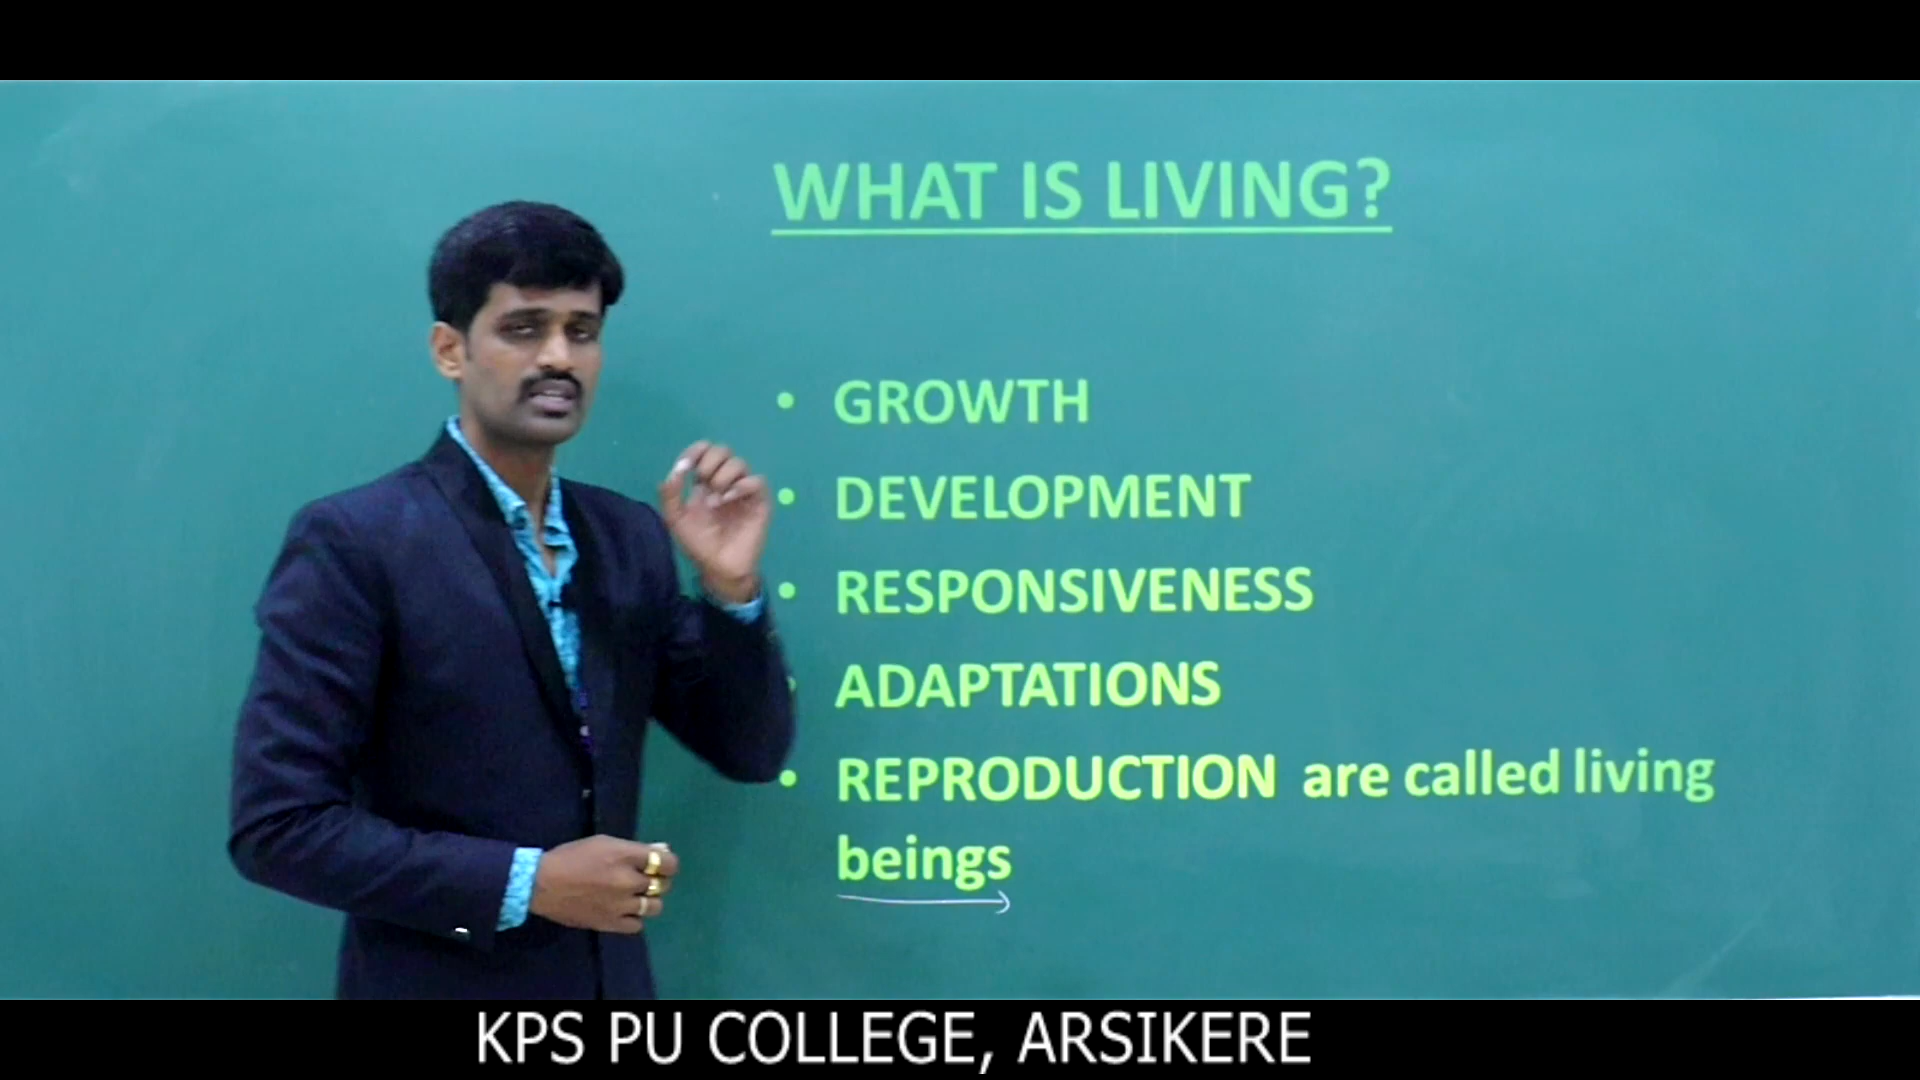 WHAT IS LIVING?
• GROWTH
• DEVELOPMENT
• RESPONSIVENESS
• ADAPTATIONS
• REPRODUCTION are called living
beings
KPS PU COLLEGE, ARSIKERE